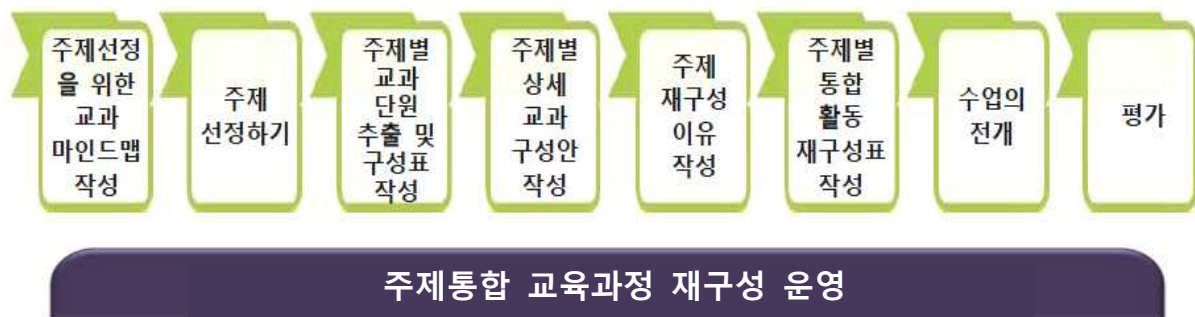 주제선정
을 위한
교과
마인드맵
작성
주제
선정하기
주제별
교과
단원
추출 및
구성표
작성
주제별
상세
교과
구성안
작성
주제
재구성
이유
작성
주제별
통합
활동
재구성표
작성
수업의
전개
평가
주제통합 교육과정 재구성 운영